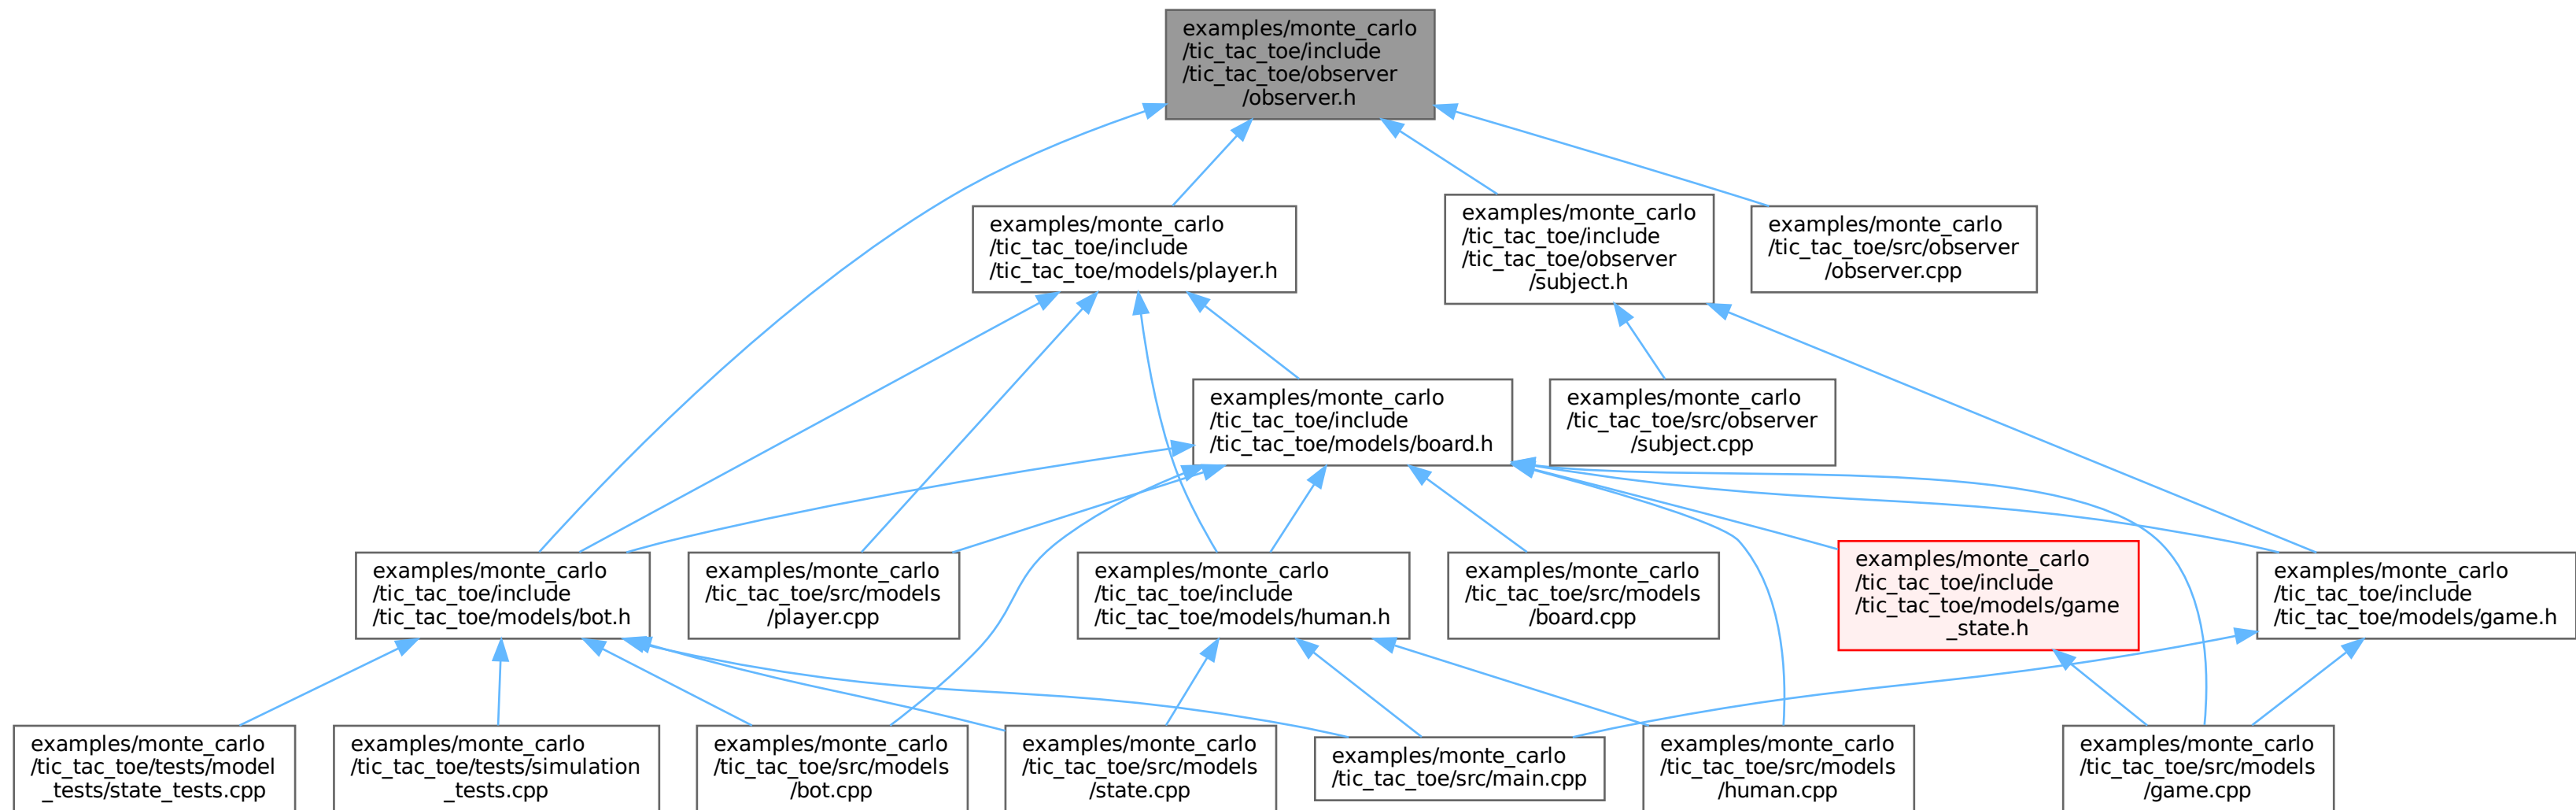 examples/monte_carlo
/tic_tac_toe/include
/tic_tac_toe/observer
/observer.h
examples/monte_carlo
/tic_tac_toe/include
/tic_tac_toe/models/player.h
examples/monte_carlo
/tic_tac_toe/include
/tic_tac_toe/observer
/subject.h
examples/monte_carlo
/tic_tac_toe/src/observer
/observer.cpp
examples/monte_carlo
/tic_tac_toe/include
/tic_tac_toe/models/board.h
examples/monte_carlo
/tic_tac_toe/src/observer
/subject.cpp
examples/monte_carlo
/tic_tac_toe/include
/tic_tac_toe/models/bot.h
examples/monte_carlo
/tic_tac_toe/src/models
/player.cpp
examples/monte_carlo
/tic_tac_toe/include
/tic_tac_toe/models/human.h
examples/monte_carlo
/tic_tac_toe/src/models
/board.cpp
examples/monte_carlo
/tic_tac_toe/include
/tic_tac_toe/models/game
_state.h
examples/monte_carlo
/tic_tac_toe/include
/tic_tac_toe/models/game.h
examples/monte_carlo
/tic_tac_toe/tests/model
_tests/state_tests.cpp
examples/monte_carlo
/tic_tac_toe/tests/simulation
_tests.cpp
examples/monte_carlo
/tic_tac_toe/src/models
/bot.cpp
examples/monte_carlo
/tic_tac_toe/src/models
/state.cpp
examples/monte_carlo
/tic_tac_toe/src/main.cpp
examples/monte_carlo
/tic_tac_toe/src/models
/human.cpp
examples/monte_carlo
/tic_tac_toe/src/models
/game.cpp